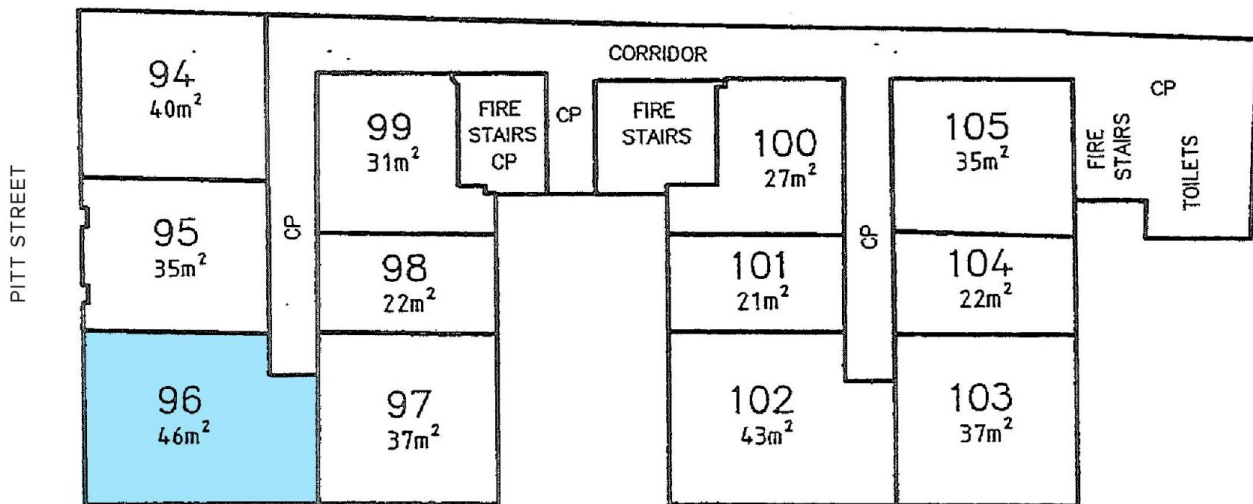 PITT STREET
CORRIDOR
94
40m²
95
35m²
96
46m²
CP
99
31m²
98
22m²
97
37m²
FIRE
STAIRS
CP
CP
FIRE
STAIRS
100
27m²
101
21m²
102
43m²
CP
105
35m²
104
22m²
103
37m²
FIRE
STAIRS
CP
TOILETS